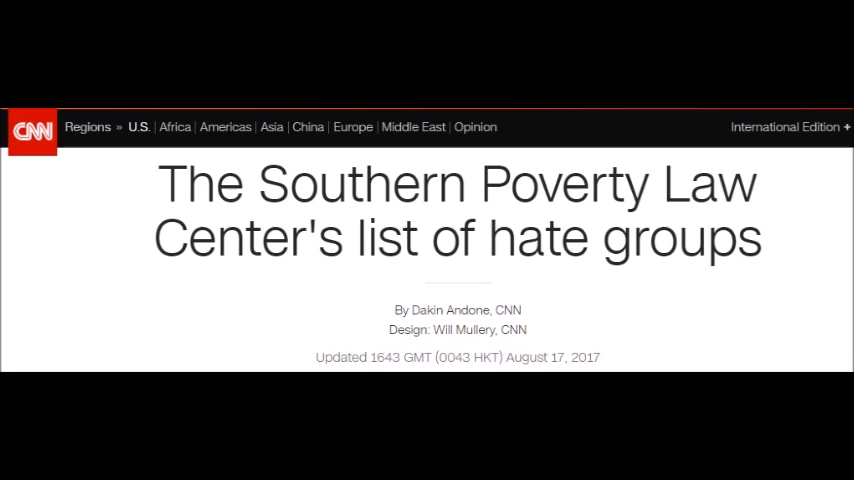 CNN Regions » U.S. | Africa | Americas | Asia | China | Europe | Middle East | Opinion International Edition +
The Southern Poverty Law
Center's list of hate groups
By Dakin Andone, CNN
Design: Will Mullery, CNN
Updated 1643 GMT (0043 HKT) August 17, 2017